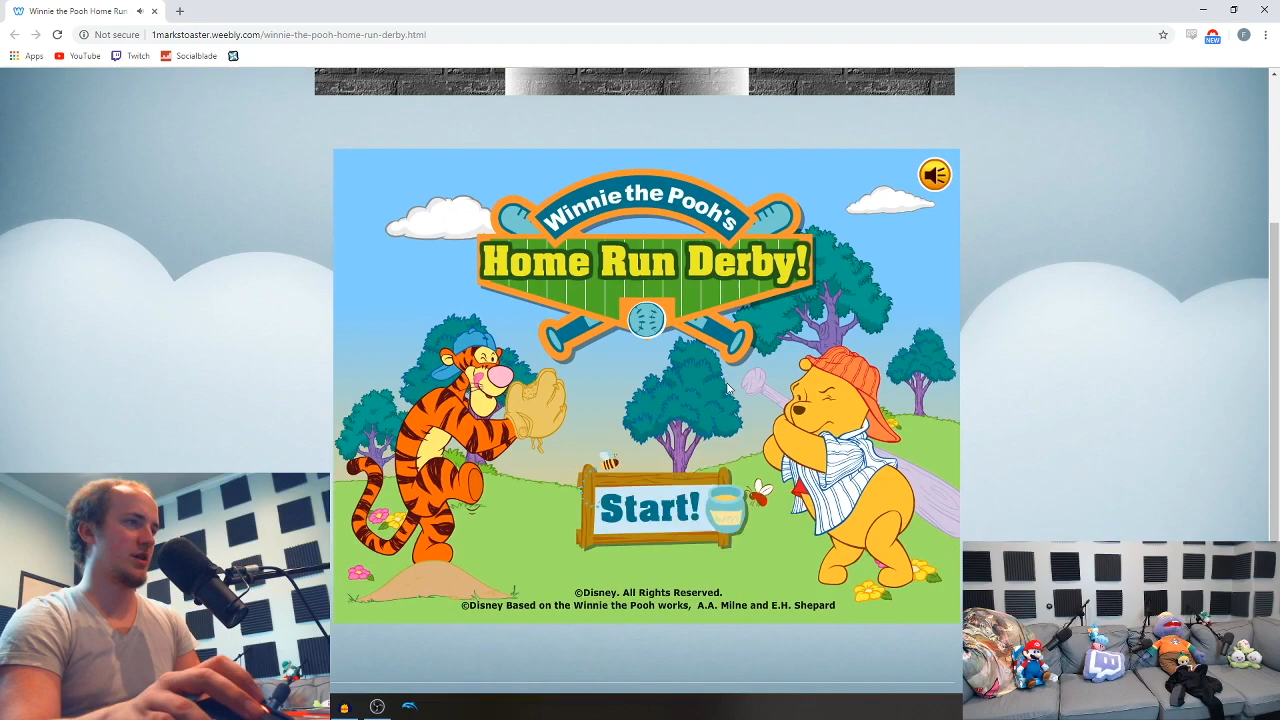 Winnie the Pooh Home Run
Not secure
1markstoaster.weebly.com/winnie-the-pooh-home-run-derby.html
NEW
F
Apps
YouTube
Twitch
Socialblade
Winnie the Pooh's
Home Run Derby!
Start!
©Disney. All Rights Reserved.
©Disney Based on the Winnie the Pooh works, A.A. Milne and E.H. Shepard